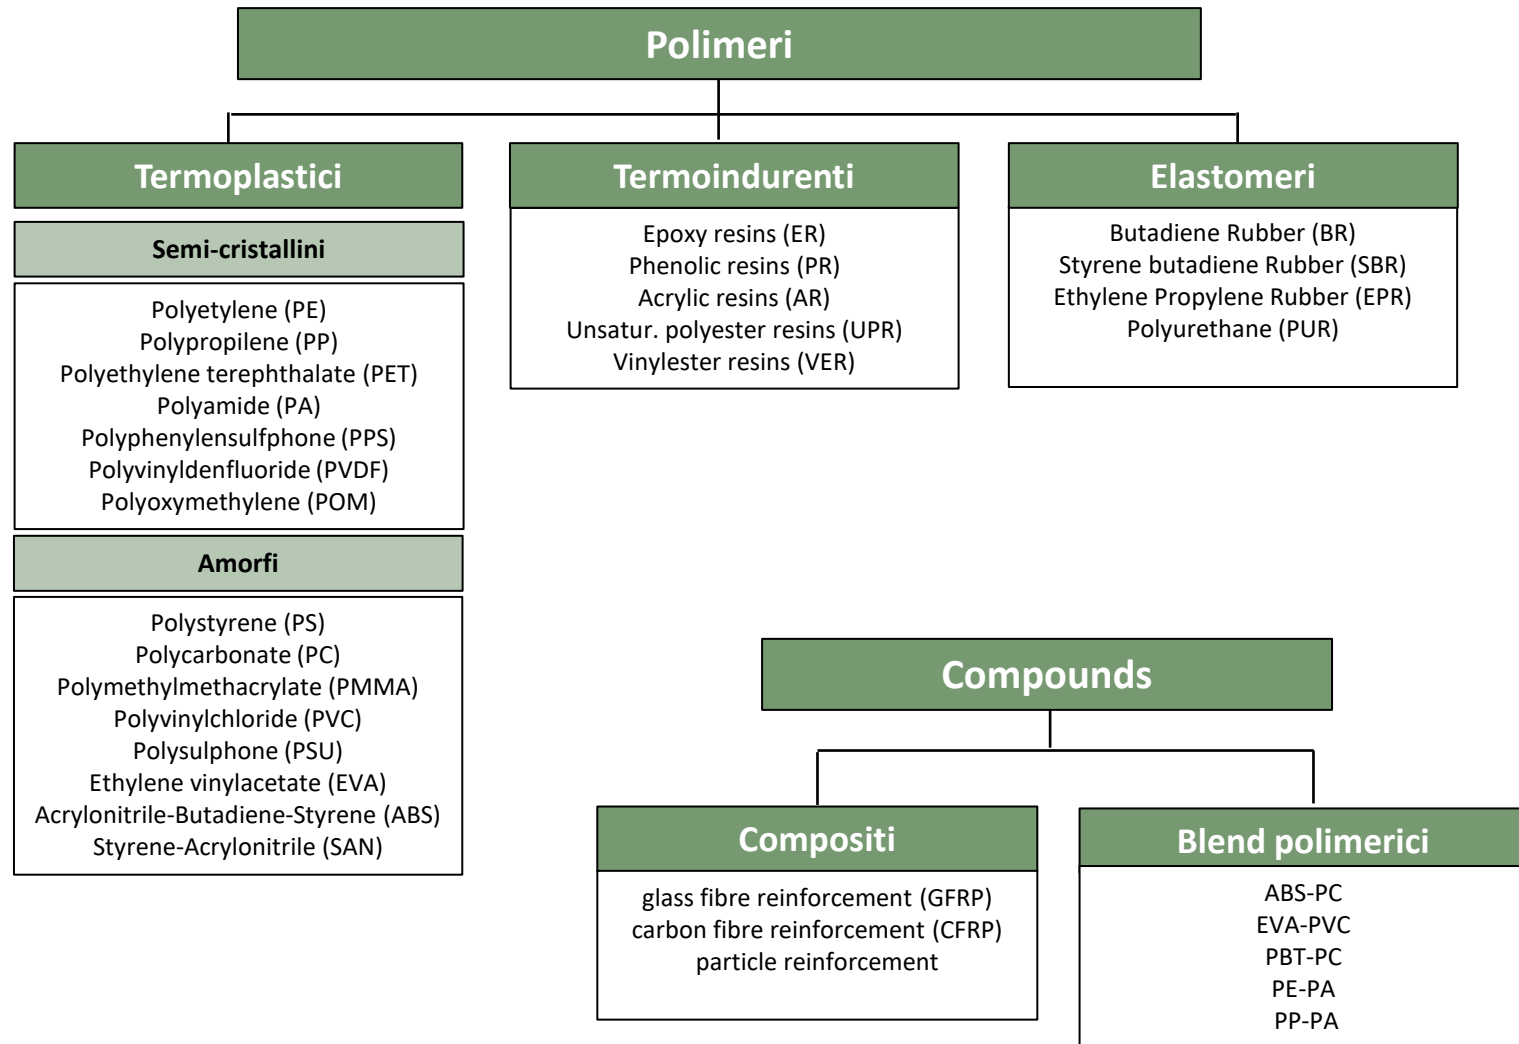 Polimeri
Termoplastici
Semi-cristallini
Polyetylene (PE)
Polypropilene (PP)
Polyethylene terephthalate (PET)
Polyamide (PA)
Polyphenylensulfphone (PPS)
Polyvinyldenfluoride (PVDF)
Polyoxymethylene (POM)
Amorfi
Polystyrene (PS)
Polycarbonate (PC)
Polymethylmethacrylate (PMMA)
Polyvinylchloride (PVC)
Polysulphone (PSU)
Ethylene vinylacetate (EVA)
Acrylonitrile-Butadiene-Styrene (ABS)
Styrene-Acrylonitrile (SAN)
Termoindurenti
Epoxy resins (ER)
Phenolic resins (PR)
Acrylic resins (AR)
Unsatur. polyester resins (UPR)
Vinylester resins (VER)
Elastomeri
Butadiene Rubber (BR)
Styrene butadiene Rubber (SBR)
Ethylene Propylene Rubber (EPR)
Polyurethane (PUR)
Compounds
Compositi
glass fibre reinforcement (GFRP)
carbon fibre reinforcement (CFRP)
particle reinforcement
Blend polimerici
ABS-PC
EVA-PVC
PBT-PC
PE-PA
PP-PA